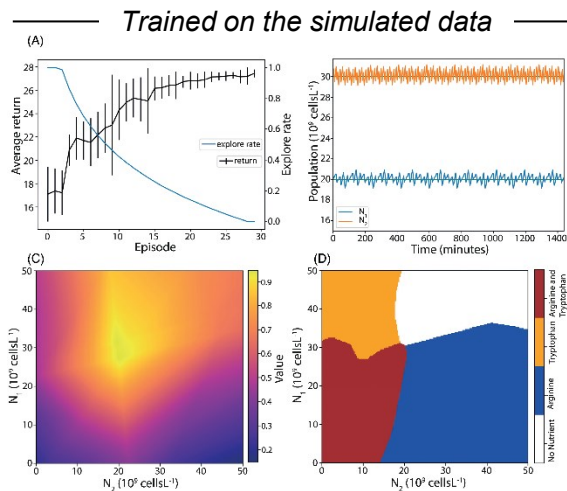 Trained on the simulated data
(A)
Average return
28
26
24
22
20
18
16
explore rate
return
1.0
0.8
0.6
0.4
0.2
0.0
Explore rate
0 5 10 15 20 25 30
Episode
Population (10⁹ cellsL⁻¹)
30
28
26
24
22
20
18
16
N₁
N₂
0 200 400 600 800 1000 1200 1400
Time (minutes)
(C)
N₁ (10⁹ cellsL⁻¹)
50
40
30
20
10
0
0 10 20 30 40 50
N₂ (10⁹ cellsL⁻¹)
0.9
0.8
0.7
0.6
0.5
0.4
0.3
0.2
Value
(D)
N₁ (10⁹ cellsL⁻¹)
50
40
30
20
10
0
0 10 20 30 40 50
N₂ (10⁹ cellsL⁻¹)
Arginine and
Tryptophan
Tryptophan
Arginine
No Nutrient